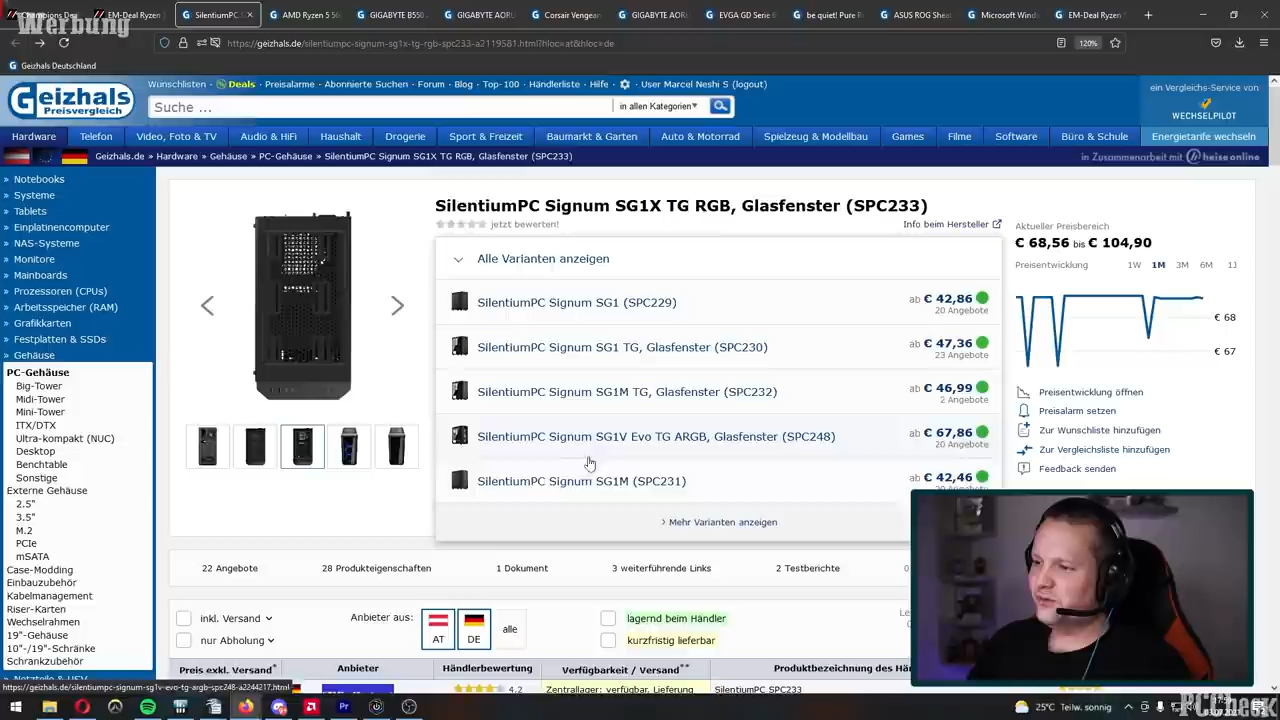 Champions Dea
EM-Deal Ryzen
SilentiumPC S
AMD Ryzen 5 56
GIGABYTE B550
GIGABYTE AORU
Corsair Vengean
GIGABYTE AORI
be quiet! Pure R
ASUS ROG Sheat
Microsoft Wind
EM-Deal Ryzen
Werbung
https://geizhals.de/silentiumpc-signum-sg1x-tg-rgb-spc233-a2119581.html?hloc=at&hloc=de
120%
Geizhals Deutschland
Geizhals
Preisvergleich
Wunschlisten · Deals · Preisalarme · Abonnierte Suchen · Forum · Blog · Top-100 · Händlerliste · Hilfe · User Marcel Neshi S (logout)
Suche ...
in allen Kategorien
ein Vergleichs-Service von
WECHSELPILOT
Hardware
Telefon
Video, Foto & TV
Audio & HiFi
Haushalt
Drogerie
Sport & Freizeit
Baumarkt & Garten
Auto & Motorrad
Spielzeug & Modellbau
Games
Filme
Software
Büro & Schule
Energietarife wechseln
Geizhals.de » Hardware » Gehäuse » PC-Gehäuse » SilentiumPC Signum SG1X TG RGB, Glasfenster (SPC233)
in Zusammenarbeit mit heise online
» Notebooks
» Systeme
» Tablets
» Einplatinencomputer
» NAS-Systeme
» Monitore
» Mainboards
» Prozessoren (CPUs)
» Arbeitsspeicher (RAM)
» Grafikkarten
» Festplatten & SSDs
» Gehäuse
PC-Gehäuse
Big-Tower
Midi-Tower
Mini-Tower
ITX/DTX
Ultra-kompakt (NUC)
Desktop
Benchtable
Sonstige
Externe Gehäuse
2.5"
3.5"
M.2
PCIe
mSATA
Case-Modding
Einbauzubehör
Kabelmanagement
Riser-Karten
Wechselrahmen
19"-Gehäuse
10"-/19"-Schränke
Schrankzubehör
SilentiumPC Signum SG1X TG RGB, Glasfenster (SPC233)
jetzt bewerten!
Info beim Hersteller
Alle Varianten anzeigen
SilentiumPC Signum SG1 (SPC229)
ab € 42,86
20 Angebote
SilentiumPC Signum SG1 TG, Glasfenster (SPC230)
ab € 47,36
23 Angebote
SilentiumPC Signum SG1M TG, Glasfenster (SPC232)
ab € 46,99
2 Angebote
SilentiumPC Signum SG1V Evo TG ARGB, Glasfenster (SPC248)
ab € 67,86
20 Angebote
SilentiumPC Signum SG1M (SPC231)
ab € 42,46
Mehr Varianten anzeigen
Aktueller Preisbereich
€ 68,56 bis € 104,90
Preisentwicklung
1W
1M
3M
6M
1J
€ 68
€ 67
Preisentwicklung öffnen
Preisalarm setzen
Zur Wunschliste hinzufügen
Zur Vergleichsliste hinzufügen
Feedback senden
22 Angebote
28 Produkteigenschaften
1 Dokument
3 weiterführende Links
2 Testberichte
inkl. Versand
nur Abholung
Anbieter aus:
AT
DE
alle
lagernd beim Händler
kurzfristig lieferbar
Preis exkl. Versand*
Anbieter
Händlerbewertung
Verfügbarkeit / Versand**
Produktbezeichnung des Hän
4.2
Zentrallager: verfügbar, Lieferung
SilentiumPC SPC233
https://geizhals.de/silentiumpc-signum-sg1v-evo-tg-argb-spc248-a2244217.html
25°C Teilw. sonnig
PCCheck